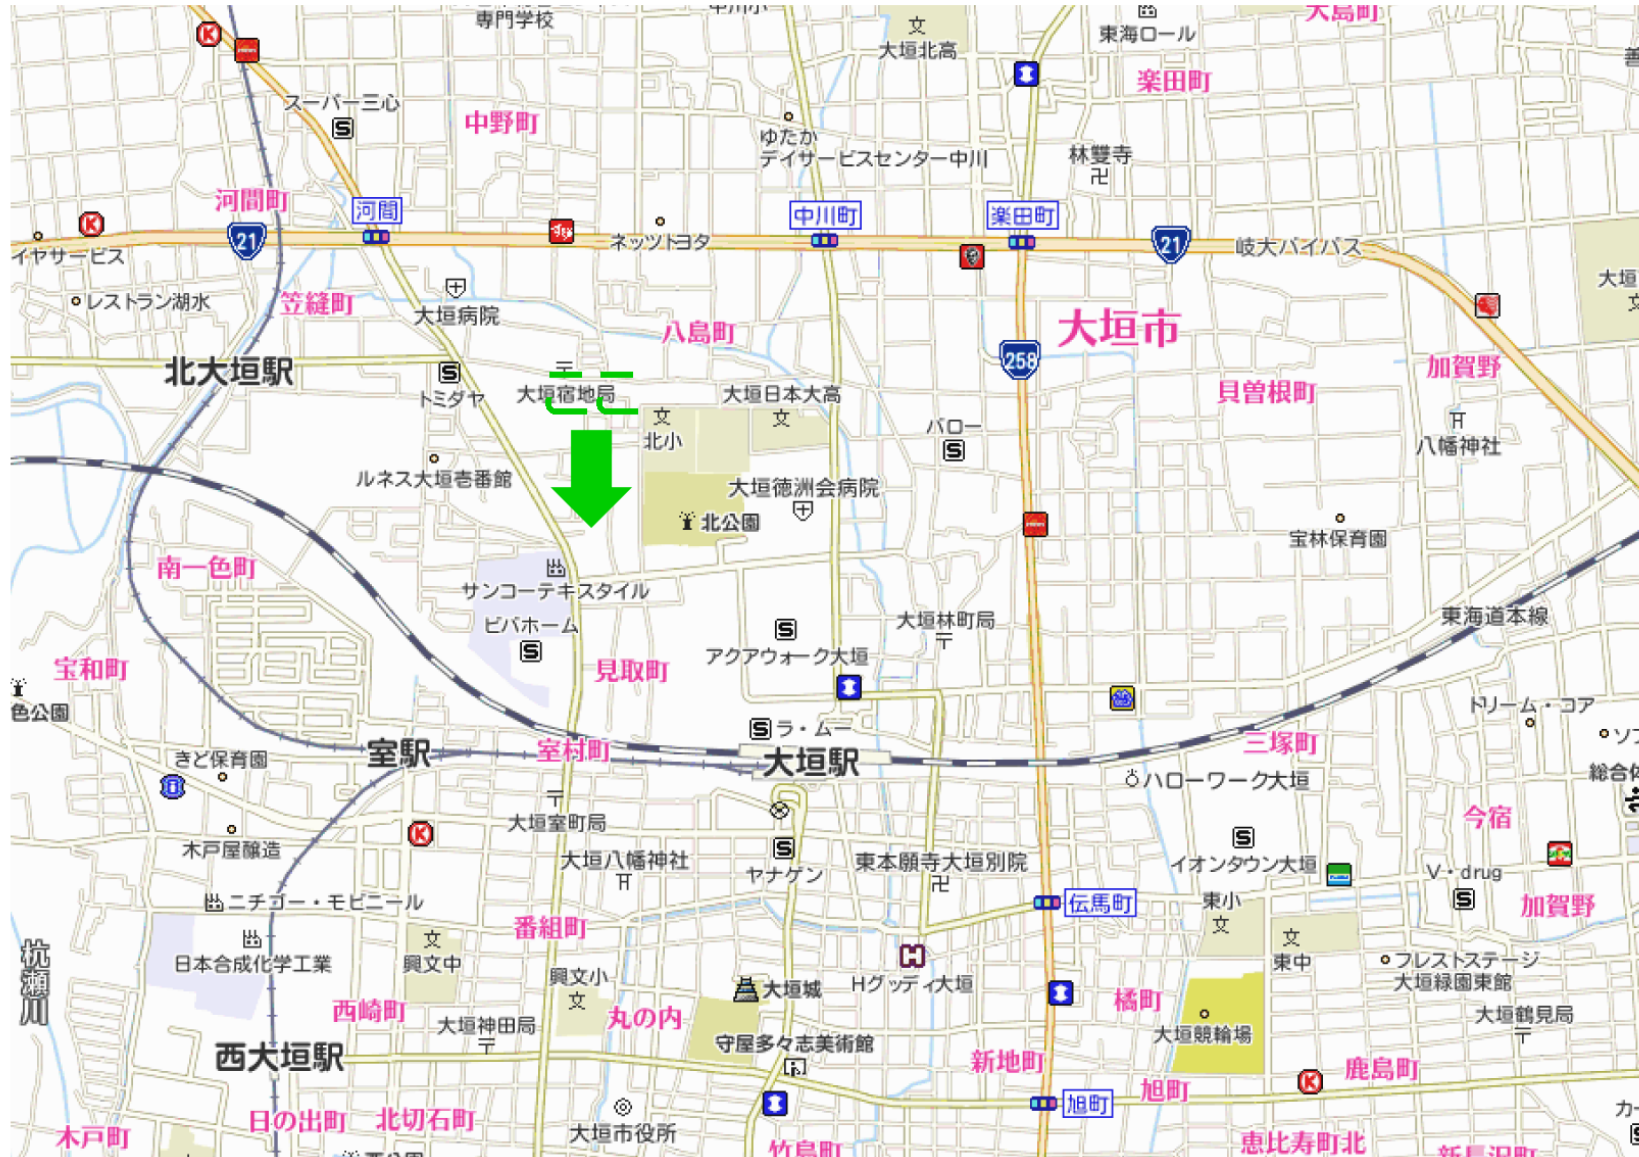 専門学校
大垣北高
東海ロール
大島町
楽田町
スーパー三心
S
中野町
ゆたか
デイサービスセンター中川
林雙寺
河間町
河間
中川町
楽田町
K
21
ネッツトヨタ
21
岐大バイパス
イヤサービス
レストラン湖水
笠縫町
大垣病院
八島町
大垣市
258
加賀野
北大垣駅
S
トミダヤ
大垣宿地局
大垣日本大高
貝曽根町
バロー
S
北小
八幡神社
ルネス大垣壱番館
大垣徳洲会病院
北公園
宝林保育園
南一色町
サンコーテキスタイル
ビバホーム
S
大垣林町局
東海道本線
宝和町
見取町
S
アクアウォーク大垣
色公園
ドリーム・コア
S
ラ・ムー
室駅
室村町
大垣駅
三塚町
きど保育園
ハローワーク大垣
総合体
今宿
大垣室町局
K
木戸屋醸造
大垣八幡神社
S
ヤナゲン
東本願寺大垣別院
S
イオンタウン大垣
V・drug
S
ニチゴー・モビニール
伝馬町
東小
加賀野
番組町
杭瀬川
日本合成化学工業
興文中
興文小
東中
フレストステージ
大垣緑園東館
大垣城
Hグッディ大垣
橘町
西崎町
大垣神田局
丸の内
大垣競輪場
大垣鶴見局
西大垣駅
守屋多々志美術館
新地町
鹿島町
K
旭町
旭町
日の出町
北切石町
木戸町
大垣市役所
竹島町
恵比寿町北
新長沢町